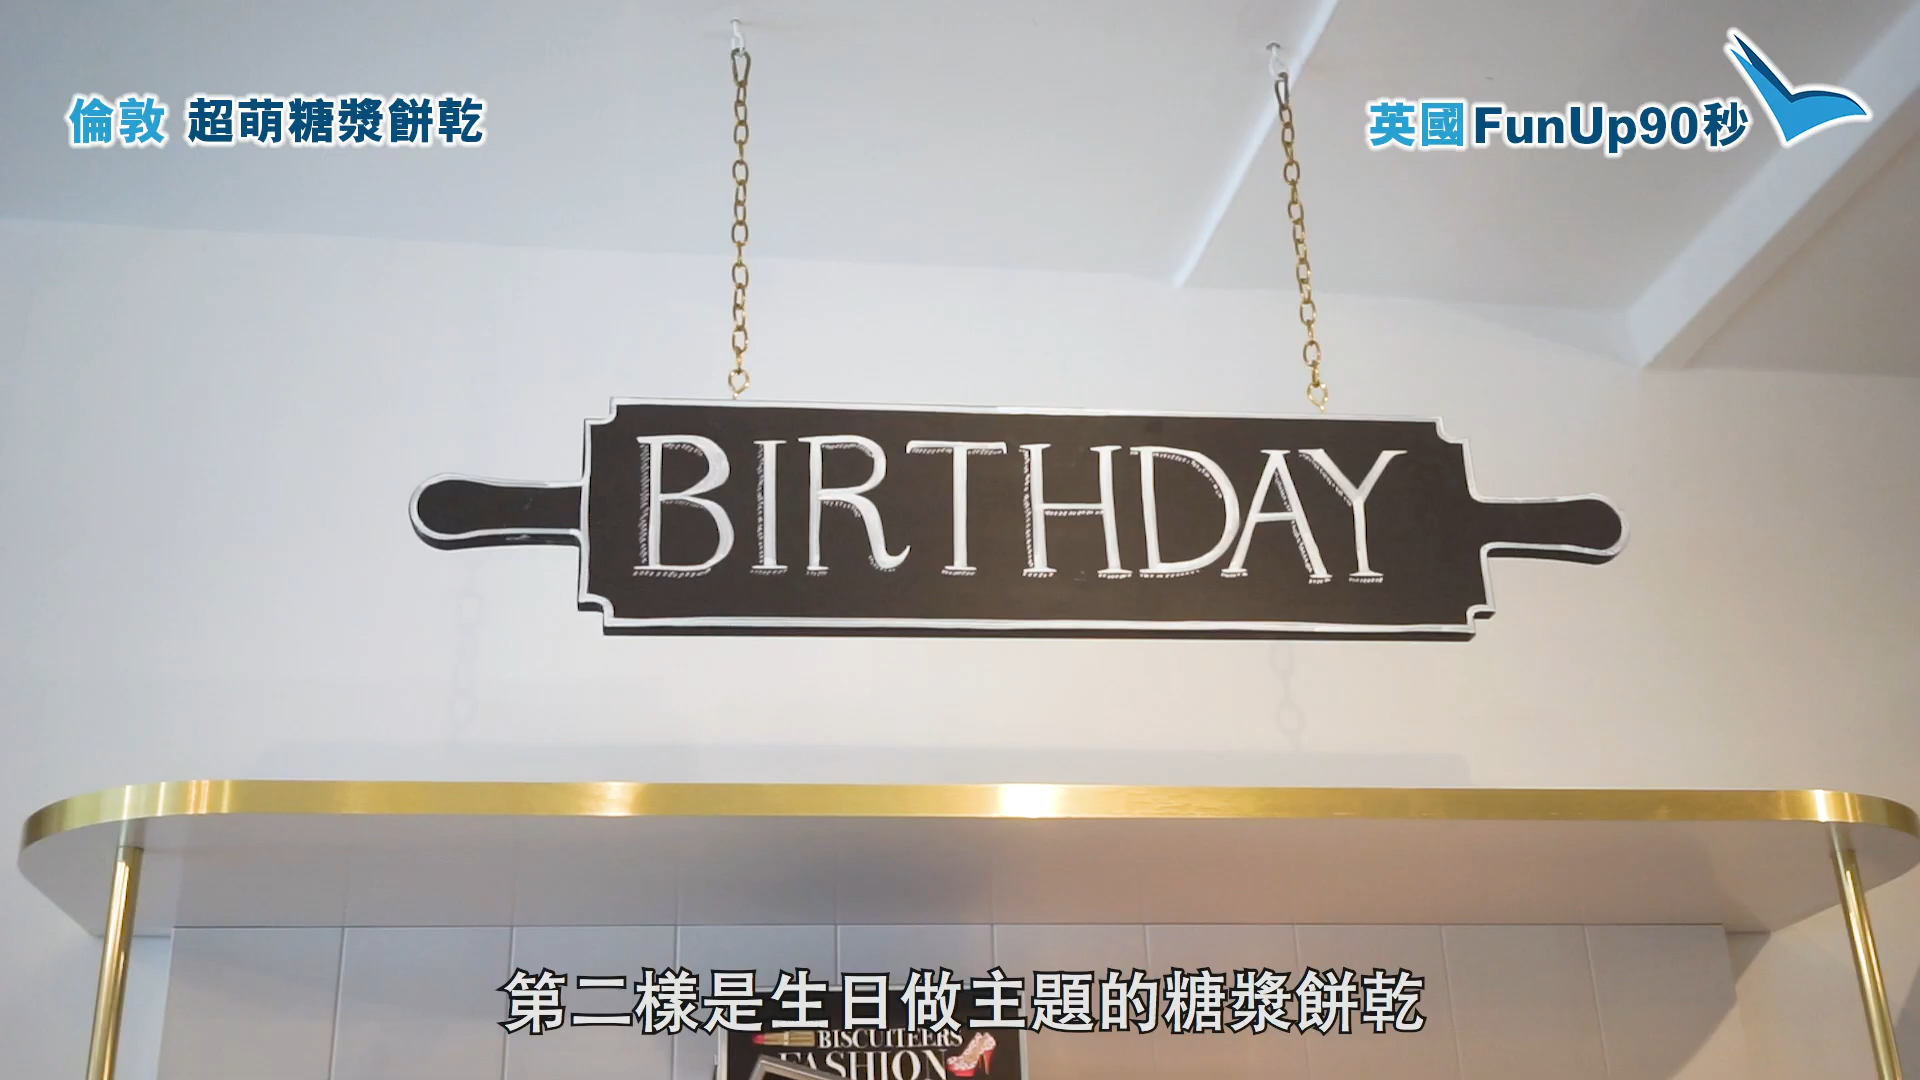 倫敦 超萌糖漿餅乾
英國FunUp90秒
BIRTHDAY
第二樣是生日做主題的糖漿餅乾
BISCUITEERS
FASHION